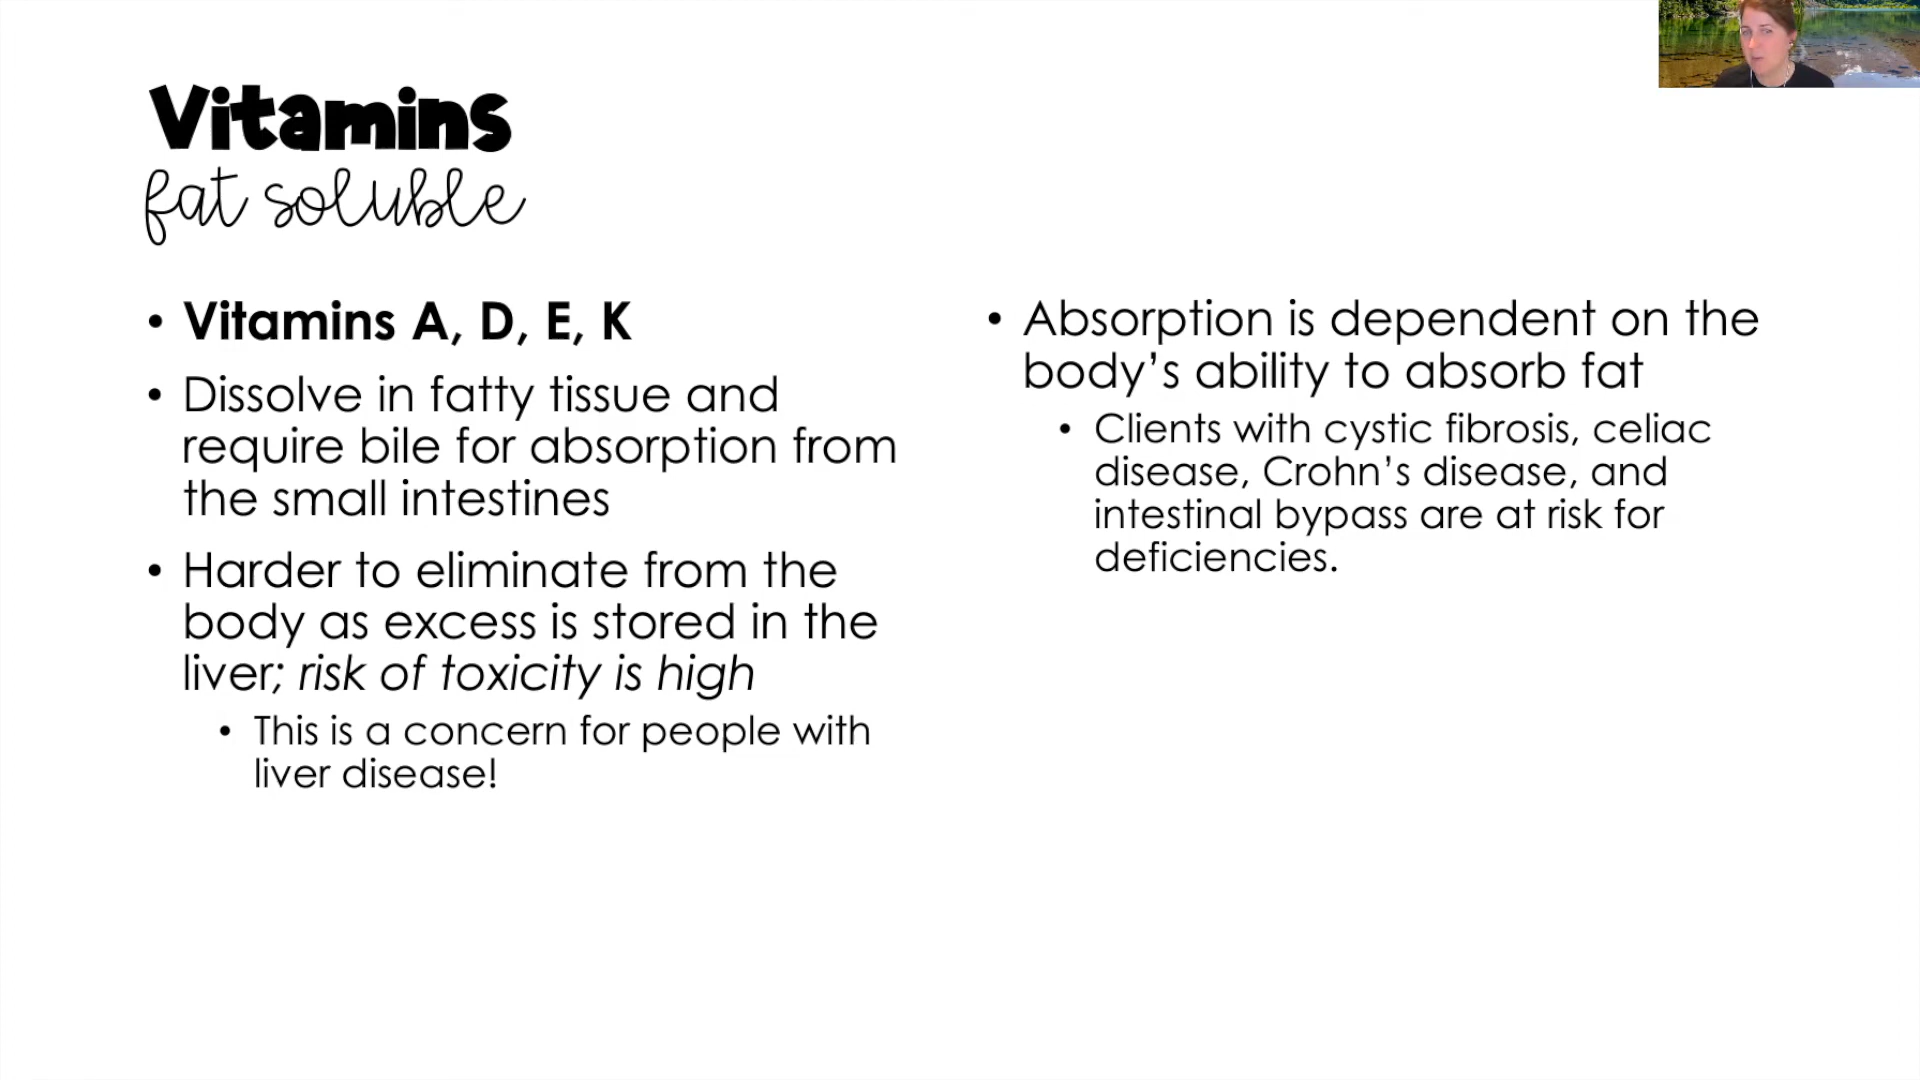 Vitamins
fat soluble
• Vitamins A, D, E, K
• Dissolve in fatty tissue and
require bile for absorption from
the small intestines
• Harder to eliminate from the
body as excess is stored in the
liver; risk of toxicity is high
• This is a concern for people with
liver disease!
• Absorption is dependent on the
body’s ability to absorb fat
• Clients with cystic fibrosis, celiac
disease, Crohn’s disease, and
intestinal bypass are at risk for
deficiencies.